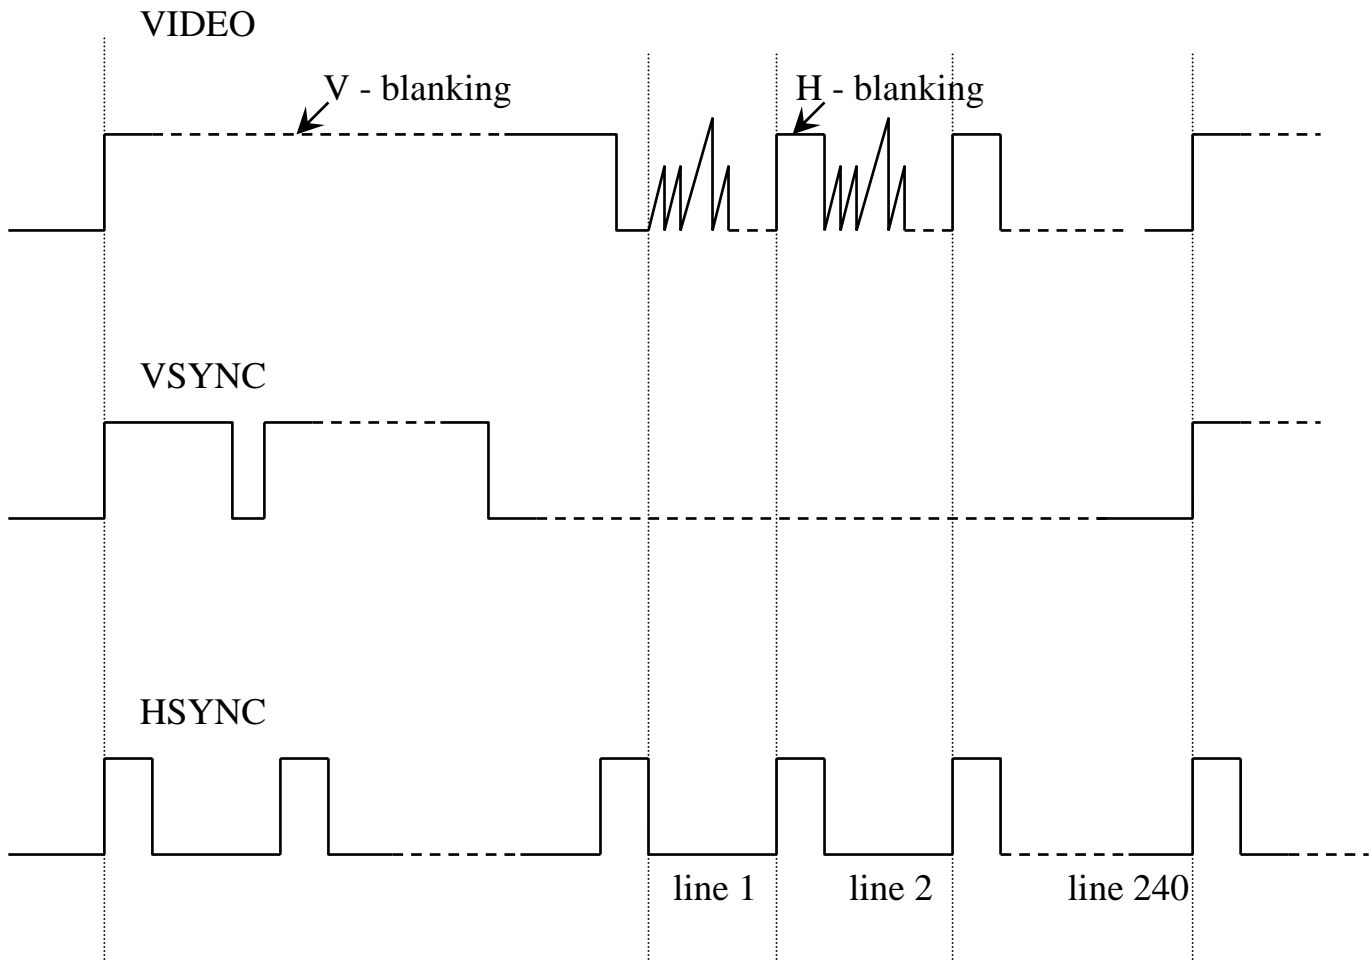 VIDEO
V - blanking
H - blanking
VSYNC
HSYNC
line 1
line 2
line 240